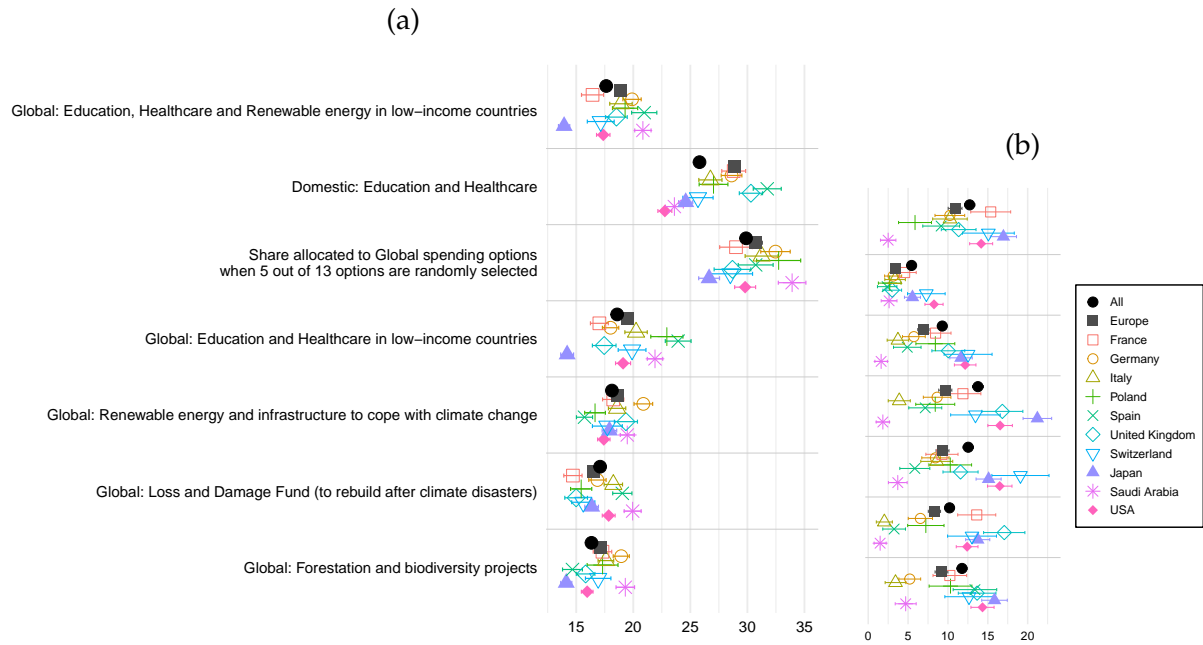 (a)
Global: Education, Healthcare and Renewable energy in low−income countries
Domestic: Education and Healthcare
Share allocated to Global spending options
when 5 out of 13 options are randomly selected
Global: Education and Healthcare in low−income countries
Global: Renewable energy and infrastructure to cope with climate change
Global: Loss and Damage Fund (to rebuild after climate disasters)
Global: Forestation and biodiversity projects
15 20 25 30 35
(b)
0 5 10 15 20
All
Europe
France
Germany
Italy
Poland
Spain
United Kingdom
Switzerland
Japan
Saudi Arabia
USA